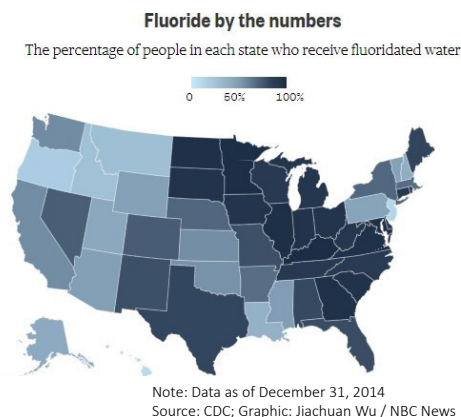 Fluoride by the numbers
The percentage of people in each state who receive fluoridated water
0 50% 100%
Note: Data as of December 31, 2014
Source: CDC; Graphic: Jiachuan Wu / NBC News